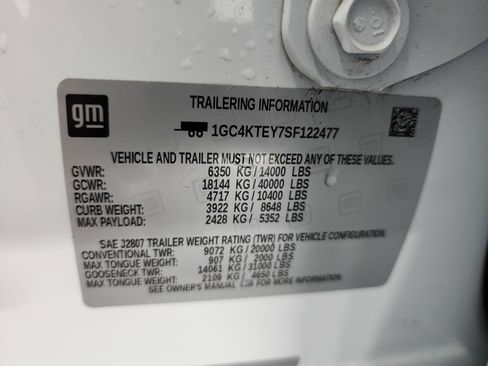 gm
TRAILERING INFORMATION
1GC4KTEY7SF122477
VEHICLE AND TRAILER MUST NOT EXCEED ANY OF THESE VALUES.
GVWR: 6350 KG / 14000 LBS
GCWR: 18144 KG / 40000 LBS
RGAWR: 4717 KG / 10400 LBS
CURB WEIGHT: 3922 KG / 8648 LBS
MAX PAYLOAD: 2428 KG / 5352 LBS
SAE J2807 TRAILER WEIGHT RATING (TWR) FOR VEHICLE CONFIGURATION.
CONVENTIONAL TWR: 9072 KG / 20000 LBS
MAX TONGUE WEIGHT: 907 KG / 2000 LBS
GOOSENECK TWR: 14061 KG / 31000 LBS
MAX TONGUE WEIGHT: 2109 KG / 4650 LBS
SEE OWNER'S MANUAL FOR MORE INFORMATION.